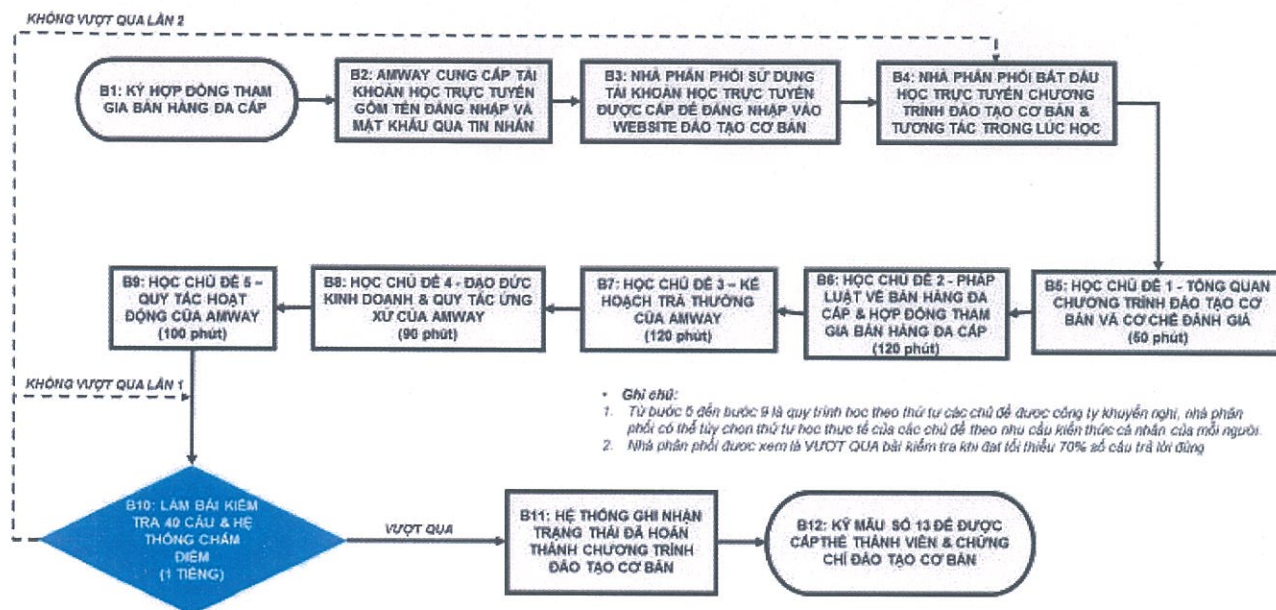 KHÔNG VƯỢT QUA LẦN 2
B1: KÝ HỢP ĐỒNG THAM
GIA BÁN HÀNG ĐA CẤP
B2: AMWAY CUNG CẤP TÀI
KHOẢN HỌC TRỰC TUYẾN
GỒM TÊN ĐĂNG NHẬP VÀ
MẬT KHẨU QUA TIN NHẮN
B3: NHÀ PHÂN PHỐI SỬ DỤNG
TÀI KHOẢN HỌC TRỰC TUYẾN
ĐƯỢC CẤP ĐỂ ĐĂNG NHẬP VÀO
WEBSITE ĐÀO TẠO CƠ BẢN
B4: NHÀ PHÂN PHỐI BẮT ĐẦU
HỌC TRỰC TUYẾN CHƯƠNG
TRÌNH ĐÀO TẠO CƠ BẢN &
TƯƠNG TÁC TRONG LÚC HỌC
B5: HỌC CHỦ ĐỀ 1 - TỔNG QUAN
CHƯƠNG TRÌNH ĐÀO TẠO CƠ
BẢN VÀ CƠ CHẾ ĐÁNH GIÁ
(50 phút)
B6: HỌC CHỦ ĐỀ 2 - PHÁP
LUẬT VỀ BÁN HÀNG ĐA
CẤP & HỢP ĐỒNG THAM
GIA BÁN HÀNG ĐA CẤP
(120 phút)
B7: HỌC CHỦ ĐỀ 3 – KẾ
HOẠCH TRẢ THƯỞNG
CỦA AMWAY
(120 phút)
B8: HỌC CHỦ ĐỀ 4 - ĐẠO ĐỨC
KINH DOANH & QUY TẮC ỨNG
XỬ CỦA AMWAY
(90 phút)
B9: HỌC CHỦ ĐỀ 5 –
QUY TẮC HOẠT
ĐỘNG CỦA AMWAY
(100 phút)
KHÔNG VƯỢT QUA LẦN 1
• Ghi chú:
1. Từ bước 5 đến bước 9 là quy trình học theo thứ tự các chủ đề được công ty khuyến nghị, nhà phân
phối có thể tùy chọn thứ tự học thực tế của các chủ đề theo nhu cầu kiến thức cá nhân của mỗi người.
2. Nhà phân phối được xem là VƯỢT QUA bài kiểm tra khi đạt tối thiểu 70% số câu trả lời đúng
B10: LÀM BÀI KIỂM
TRA 40 CÂU & HỆ
THỐNG CHẤM
ĐIỂM
(1 TIẾNG)
VƯỢT QUA
B11: HỆ THỐNG GHI NHẬN
TRẠNG THÁI ĐÃ HOÀN
THÀNH CHƯƠNG TRÌNH
ĐÀO TẠO CƠ BẢN
B12: KÝ MẪU SỐ 13 ĐỂ ĐƯỢC
CẤP THẺ THÀNH VIÊN & CHỨNG
CHỈ ĐÀO TẠO CƠ BẢN